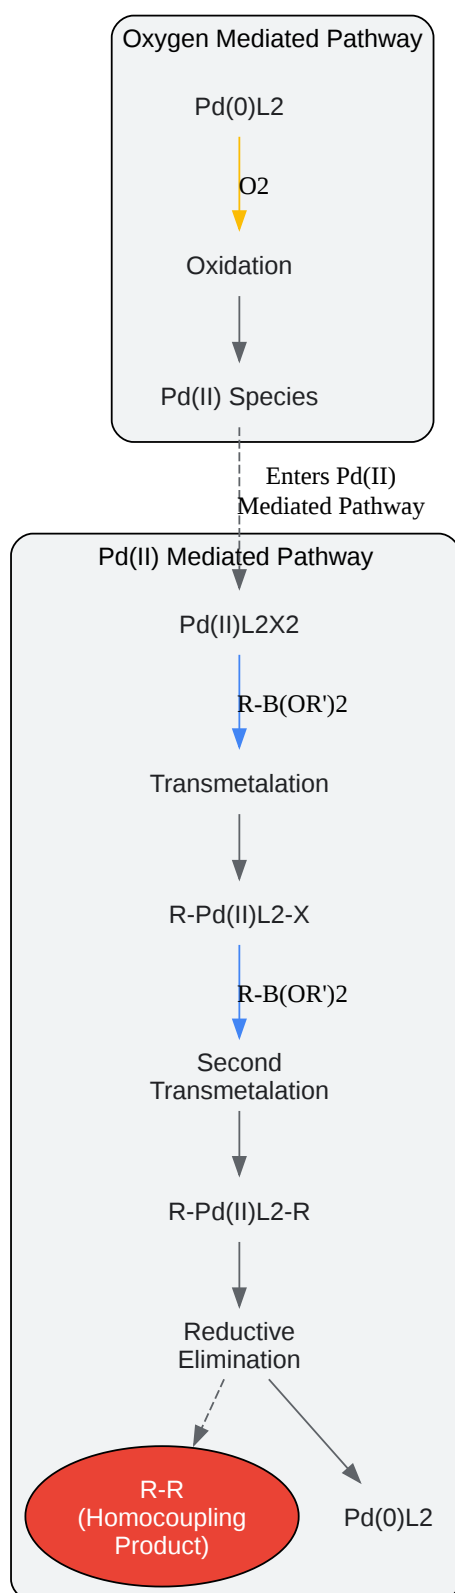 Oxygen Mediated Pathway
Pd(0)L2
O2
Oxidation
Pd(II) Species
Enters Pd(II)
Mediated Pathway
Pd(II) Mediated Pathway
Pd(II)L2X2
R-B(OR')2
Transmetalation
R-Pd(II)L2-X
R-B(OR')2
Second
Transmetalation
R-Pd(II)L2-R
Reductive
Elimination
R-R
(Homocoupling
Product)
Pd(0)L2